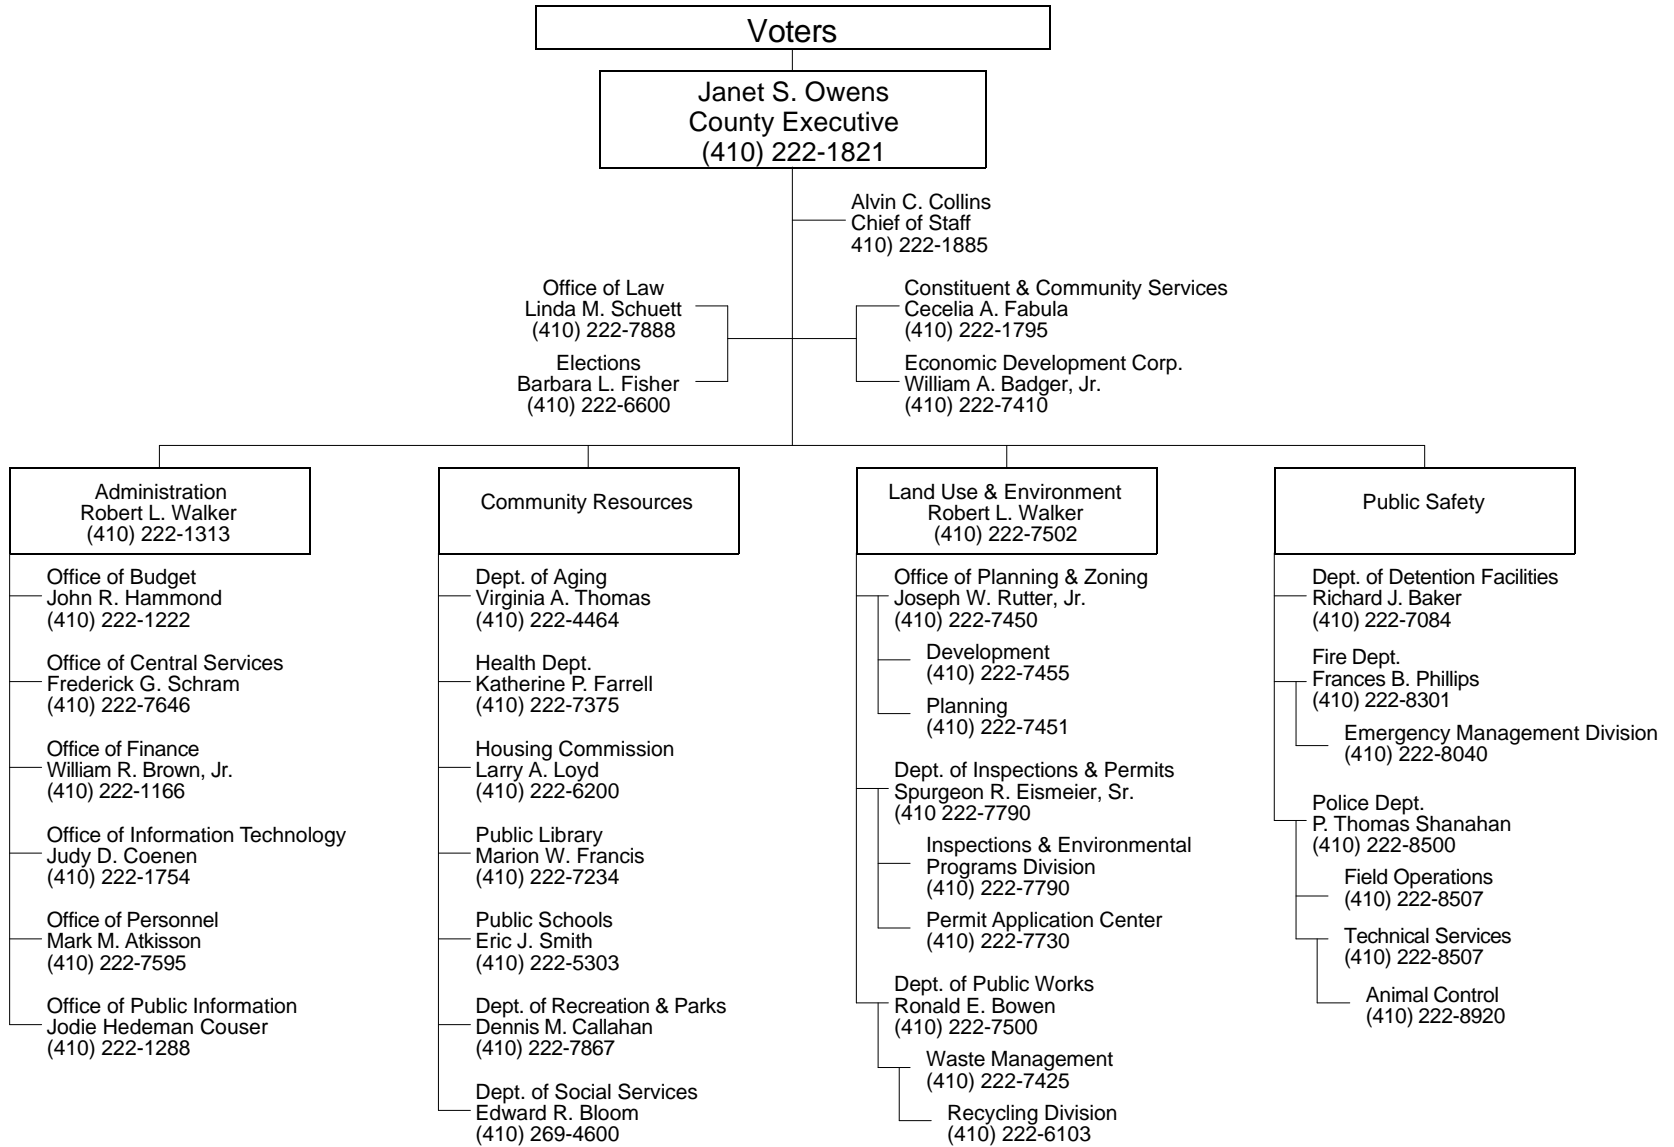 Voters
Janet S. Owens
County Executive
(410) 222-1821
Alvin C. Collins
Chief of Staff
410) 222-1885
Office of Law
Linda M. Schuett
(410) 222-7888
Elections
Barbara L. Fisher
(410) 222-6600
Constituent & Community Services
Cecelia A. Fabula
(410) 222-1795
Economic Development Corp.
William A. Badger, Jr.
(410) 222-7410
Administration
Robert L. Walker
(410) 222-1313
Office of Budget
John R. Hammond
(410) 222-1222
Office of Central Services
Frederick G. Schram
(410) 222-7646
Office of Finance
William R. Brown, Jr.
(410) 222-1166
Office of Information Technology
Judy D. Coenen
(410) 222-1754
Office of Personnel
Mark M. Atkisson
(410) 222-7595
Office of Public Information
Jodie Hedeman Couser
(410) 222-1288
Community Resources
Dept. of Aging
Virginia A. Thomas
(410) 222-4464
Health Dept.
Katherine P. Farrell
(410) 222-7375
Housing Commission
Larry A. Loyd
(410) 222-6200
Public Library
Marion W. Francis
(410) 222-7234
Public Schools
Eric J. Smith
(410) 222-5303
Dept. of Recreation & Parks
Dennis M. Callahan
(410) 222-7867
Dept. of Social Services
Edward R. Bloom
(410) 269-4600
Land Use & Environment
Robert L. Walker
(410) 222-7502
Office of Planning & Zoning
Joseph W. Rutter, Jr.
(410) 222-7450
Development
(410) 222-7455
Planning
(410) 222-7451
Dept. of Inspections & Permits
Spurgeon R. Eismeier, Sr.
(410 222-7790
Inspections & Environmental
Programs Division
(410) 222-7790
Permit Application Center
(410) 222-7730
Dept. of Public Works
Ronald E. Bowen
(410) 222-7500
Waste Management
(410) 222-7425
Recycling Division
(410) 222-6103
Public Safety
Dept. of Detention Facilities
Richard J. Baker
(410) 222-7084
Fire Dept.
Frances B. Phillips
(410) 222-8301
Emergency Management Division
(410) 222-8040
Police Dept.
P. Thomas Shanahan
(410) 222-8500
Field Operations
(410) 222-8507
Technical Services
(410) 222-8507
Animal Control
(410) 222-8920